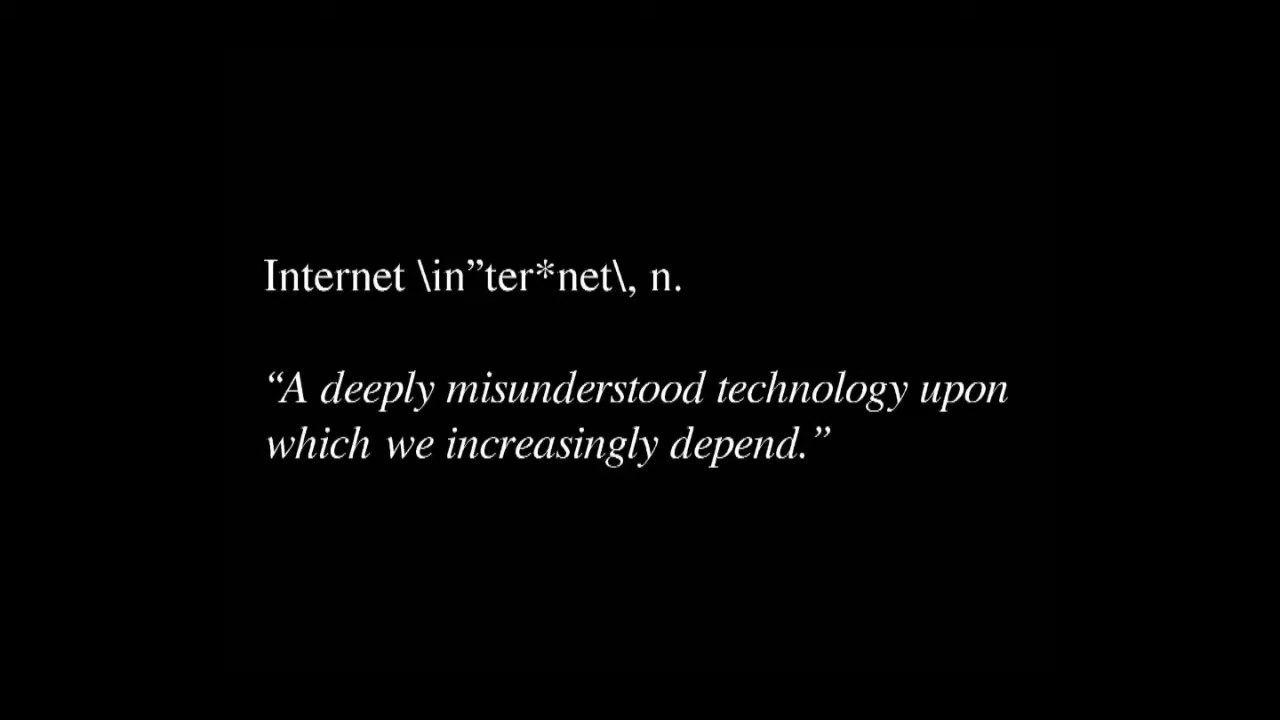 Internet \in”ter*net\, n.
“A deeply misunderstood technology upon
which we increasingly depend.”